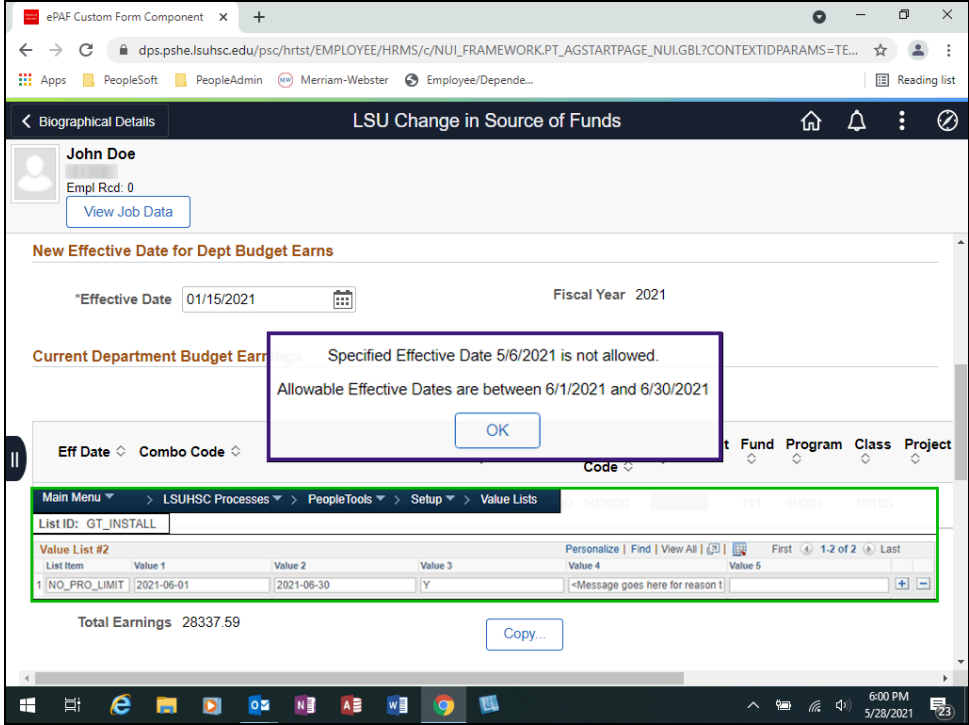 ePAF Custom Form Component
dps.pshe.lsuhsc.edu/psc/hrtst/EMPLOYEE/HRMS/c/NUI_FRAMEWORK.PT_AGSTARTPAGE_NUI.GBL?CONTEXTIDPARAMS=TE...
Apps PeopleSoft PeopleAdmin Merriam-Webster Employee/Depende... Reading list
Biographical Details LSU Change in Source of Funds
John Doe
Empl Rcd: 0
View Job Data
New Effective Date for Dept Budget Earns
*Effective Date 01/15/2021 Fiscal Year 2021
Current Department Budget Earn
Specified Effective Date 5/6/2021 is not allowed.
Allowable Effective Dates are between 6/1/2021 and 6/30/2021
OK
Eff Date Combo Code t Fund Program Class Project
Code
Main Menu > LSUHSC Processes > PeopleTools > Setup > Value Lists
502000 111 40001 10105
List ID: GT_INSTALL
Value List #2 Personalize | Find | View All | First 1-2 of 2 Last
List Item Value 1 Value 2 Value 3 Value 4 Value 5
1 NO_PRO_LIMIT 2021-06-01 2021-06-30 Y <Message goes here for reason t
Total Earnings 28337.59
Copy...
6:00 PM
5/28/2021
23